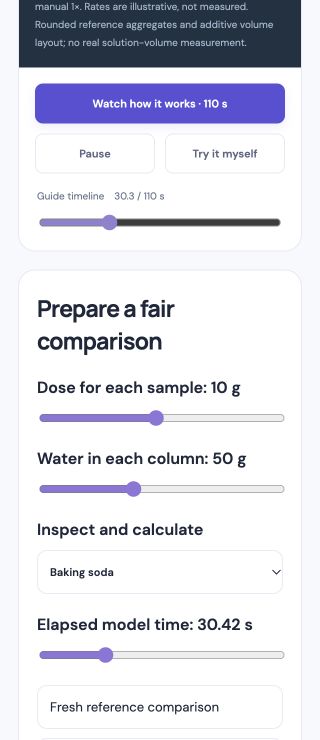 manual 1×. Rates are illustrative, not measured.
Rounded reference aggregates and additive volume
layout; no real solution-volume measurement.
Watch how it works · 110 s
Pause
Try it myself
Guide timeline 30.3 / 110 s
Prepare a fair
comparison
Dose for each sample: 10 g
Water in each column: 50 g
Inspect and calculate
Baking soda
Elapsed model time: 30.42 s
Fresh reference comparison